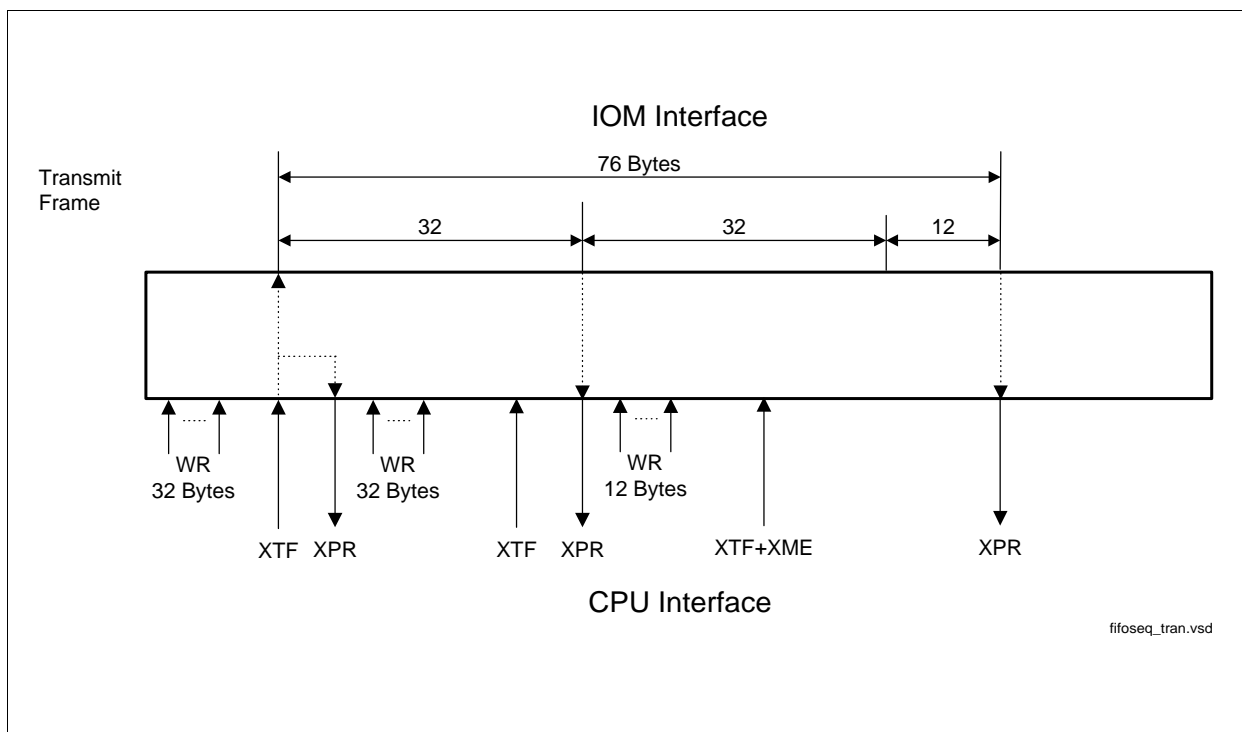 IOM Interface
76 Bytes
Transmit
Frame
32
32
12
WR
32 Bytes
WR
32 Bytes
WR
12 Bytes
XTF
XPR
XTF
XPR
XTF+XME
XPR
CPU Interface
fifoseq_tran.vsd